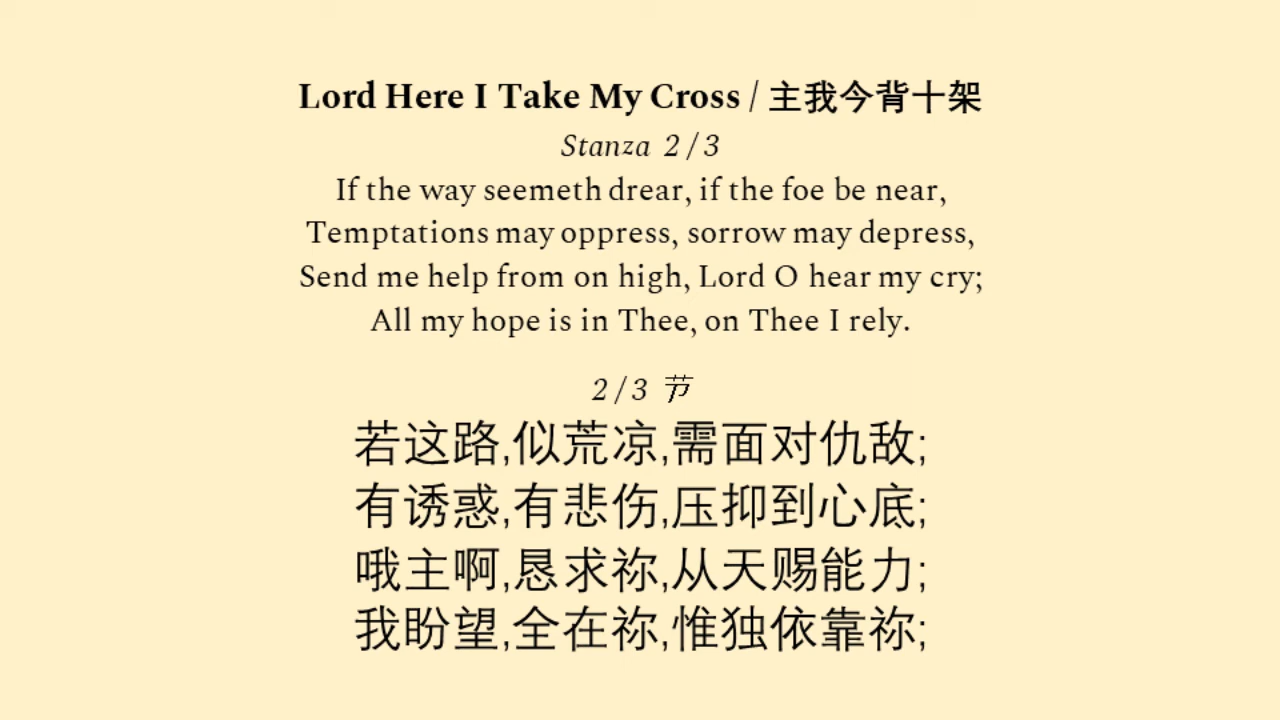 Lord Here I Take My Cross / 主我今背十架
Stanza 2/3
If the way seemeth drear, if the foe be near,
Temptations may oppress, sorrow may depress,
Send me help from on high, Lord O hear my cry;
All my hope is in Thee, on Thee I rely.
2/3 节
若这路,似荒凉,需面对仇敌;
有诱惑,有悲伤,压抑到心底;
哦主啊,恳求祢,从天赐能力;
我盼望,全在祢,惟独依靠祢;